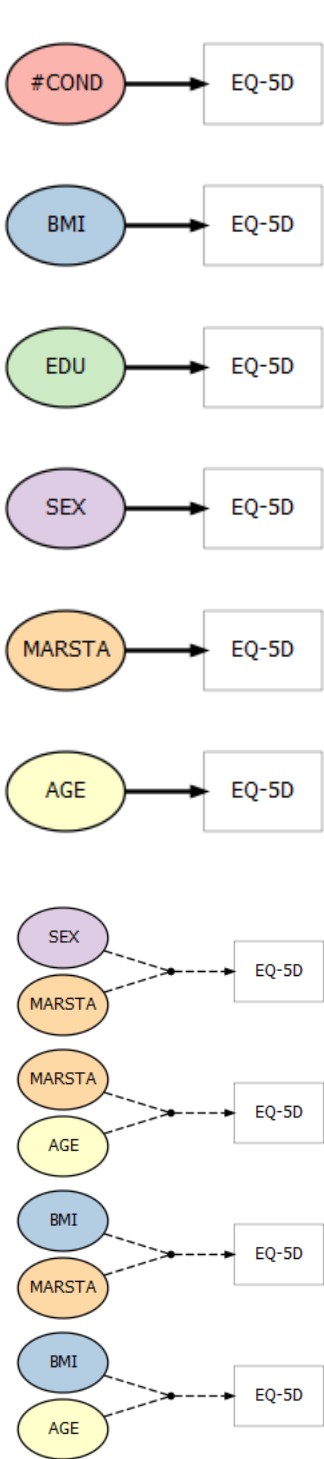 #COND EQ-5D
BMI EQ-5D
EDU EQ-5D
SEX EQ-5D
MARSTA EQ-5D
AGE EQ-5D
SEX
EQ-5D
MARSTA
MARSTA
EQ-5D
AGE
BMI
EQ-5D
MARSTA
BMI
EQ-5D
AGE